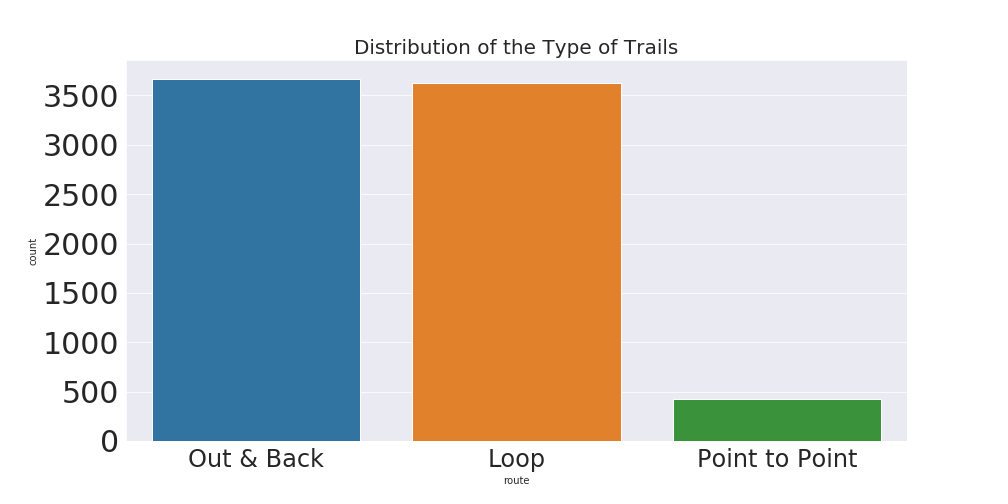 Distribution of the Type of Trails
3500
3000
2500
2000
1500
1000
500
0
count
Out & Back
Loop
Point to Point
route